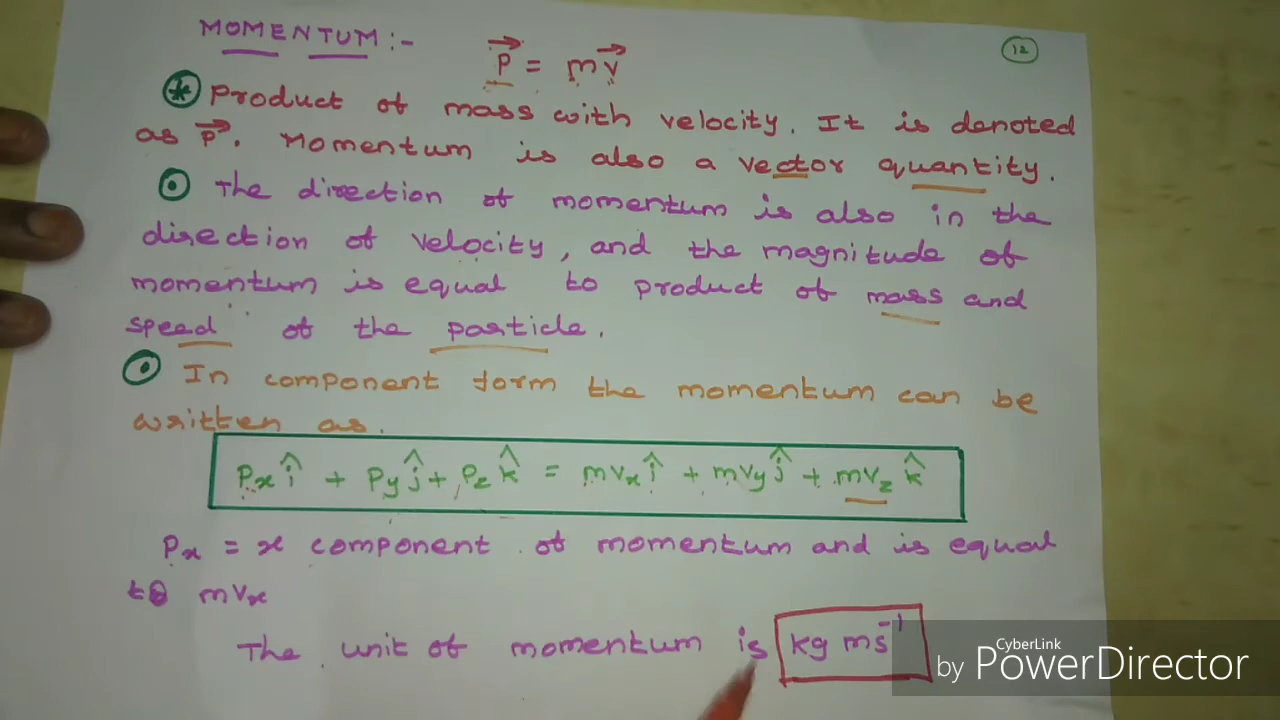 MOMENTUM :-
P⃗ = mv⃗
12
* Product of mass with velocity. It is denoted
as P⃗. Momentum is also a vector quantity.
The direction of momentum is also in the
direction of velocity, and the magnitude of
momentum is equal to product of mass and
speed of the particle.
In component form the momentum can be
written as.
Pxî + Pyĵ + Pzk̂ = mvxî + mvyĵ + mvzk̂
Px = x component of momentum and is equal
to mvx
The unit of momentum is kg ms⁻¹
CyberLink
by PowerDirector